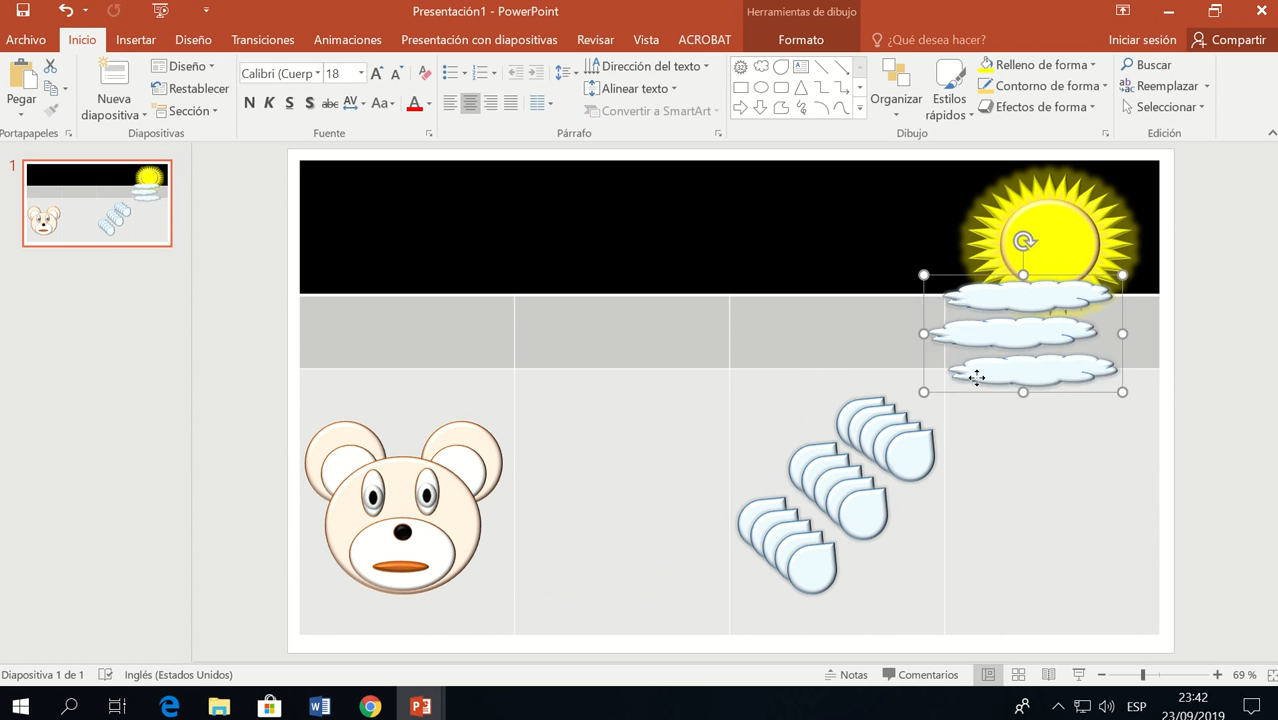 Presentación1 - PowerPoint
Herramientas de dibujo
Archivo Inicio Insertar Diseño Transiciones Animaciones Presentación con diapositivas Revisar Vista ACROBAT Formato ¿Qué desea hacer? Iniciar sesión Compartir
Pegar
Nueva diapositiva
Diseño
Restablecer
Sección
Calibri (Cuerp 18
N K S S abc AV Aa A
Dirección del texto
Alinear texto
Convertir a SmartArt
Organizar
Estilos rápidos
Relleno de forma
Contorno de forma
Efectos de forma
Buscar
Reemplazar
Seleccionar
Portapapeles Diapositivas Fuente Párrafo Dibujo Edición
1
Diapositiva 1 de 1 Inglés (Estados Unidos) Notas Comentarios 69 %
ESP
23:42
23/09/2019